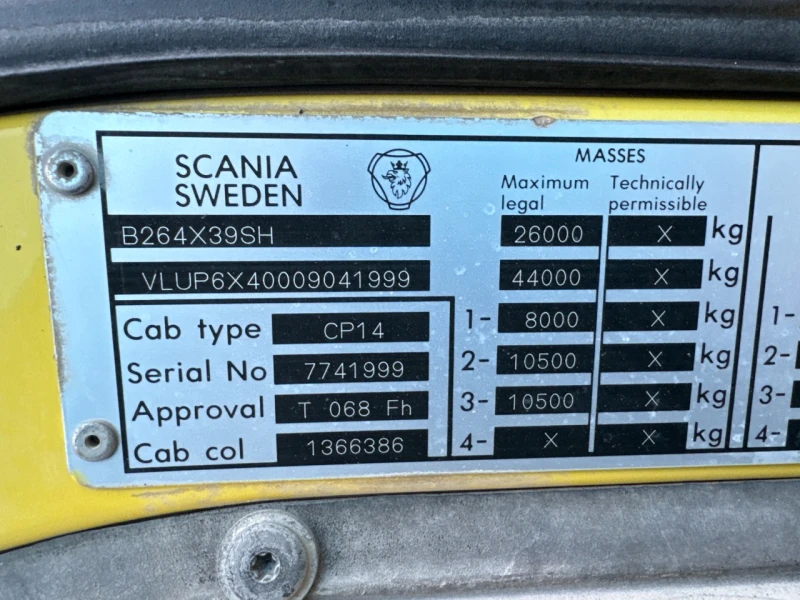 SCANIA
SWEDEN
MASSES
Maximum legal
Technically permissible
B264X39SH
26000 X kg
VLUP6X40009041999
44000 X kg
1- 8000 X kg
Cab type CP14
2- 10500 X kg
Serial No 7741999
3- 10500 X kg
Approval T 068 Fh
4- X X kg
Cab col 1366386
1-
2-
3-
4-